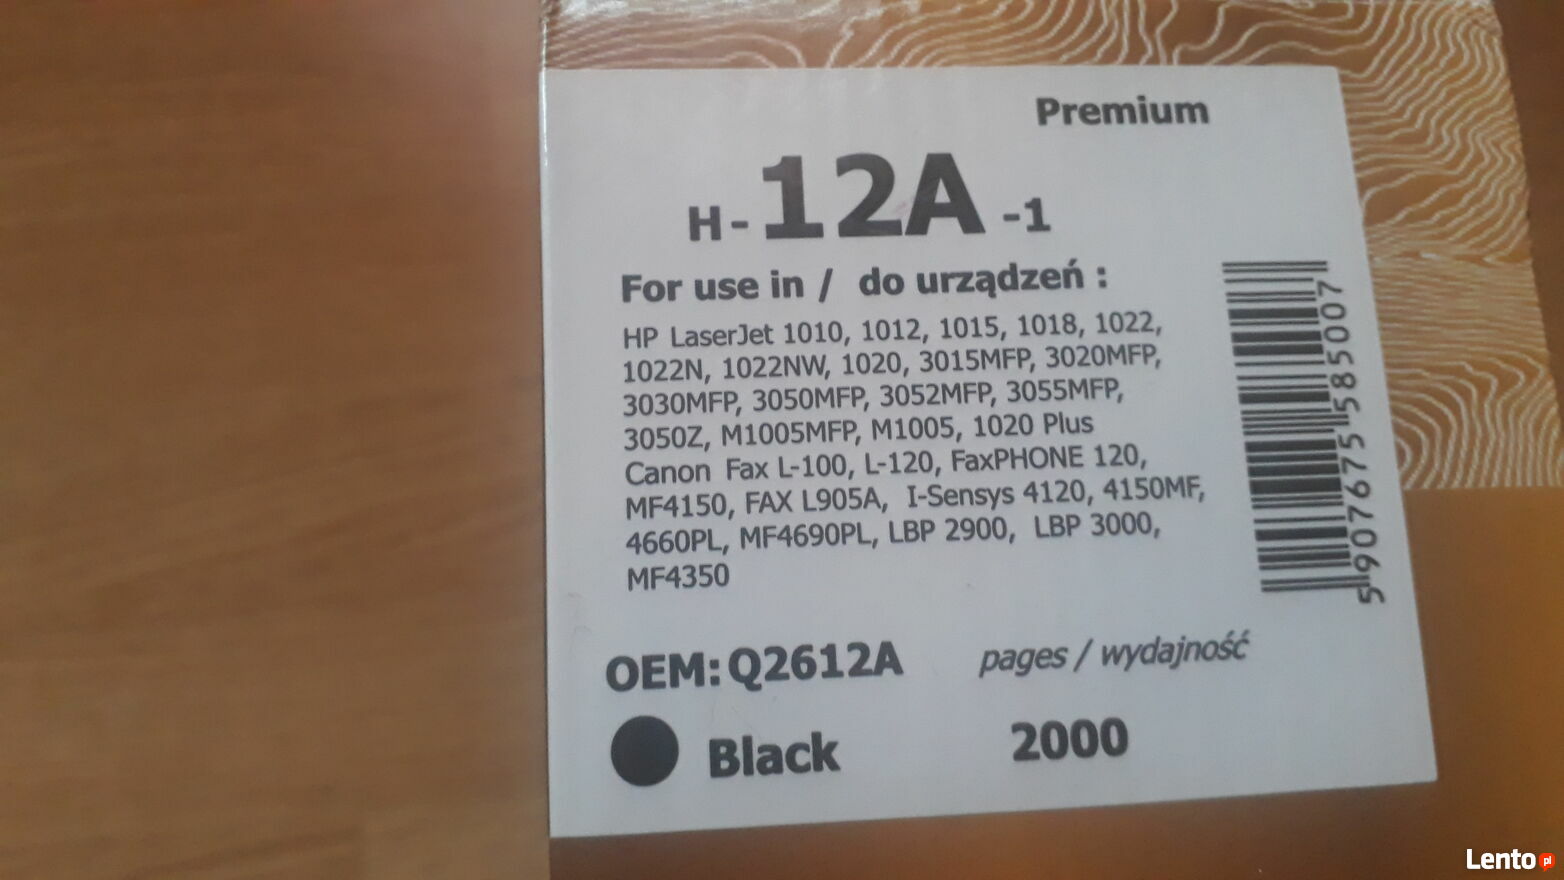 Premium
H-12A-1
For use in / do urządzeń :
HP LaserJet 1010, 1012, 1015, 1018, 1022,
1022N, 1022NW, 1020, 3015MFP, 3020MFP,
3030MFP, 3050MFP, 3052MFP, 3055MFP,
3050Z, M1005MFP, M1005, 1020 Plus
Canon Fax L-100, L-120, FaxPHONE 120,
MF4150, FAX L905A, I-Sensys 4120, 4150MF,
4660PL, MF4690PL, LBP 2900, LBP 3000,
MF4350
5907675585007
OEM: Q2612A
pages / wydajność
Black
2000
Lento pl